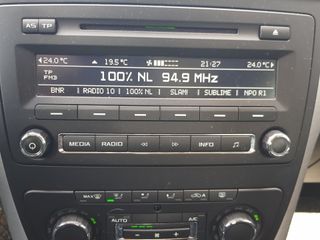 AS TP
24.0°C 19.5°C 21:27 24.0°C
TP
FM3 100% NL 94.9 MHz
BNR | RADIO 10 | 100% NL | SLAM! | SUBLIME | NPO R1
MEDIA RADIO INFO
MAX
AUTO A/C